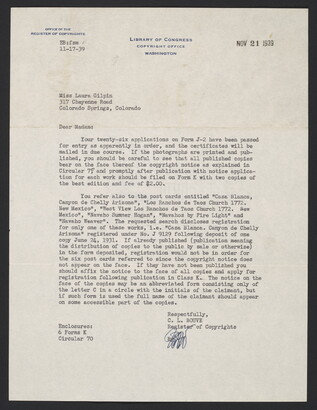 OFFICE OF THE
REGISTER OF COPYRIGHTS
LIBRARY OF CONGRESS
COPYRIGHT OFFICE
WASHINGTON
NOV 21 1939
11-17-39
Miss Laura Gilpin
317 Cheyenne Road
Colorado Springs, Colorado
Dear Madam:
Your twenty-six applications on Form J-2 have been passed
for entry as apparently in order, and the certificates will be
mailed in due course. If the photographs are printed and pub-
lished, you should be careful to see that all published copies
bear on the face thereof the copyright notice as explained in
Circular 75 and promptly after publication with notice applica-
tion for each work should be filed on Form K with two copies of
the best edition and fee of $2.00.
You refer also to the post cards entitled "Casa Blanca,
Canyon de Chelly Arizona", "Los Ranchos de Taos Church 1772.
New Mexico", "West View Los Ranchos de Taos Church 1772. New
Mexico", "Navaho Summer Hogan", "Navahos by Fire Light" and
"Navaho Weaver". The requested search discloses registration
for only one of these works, i.e. "Casa Blanca. Canyon de Chelly
Arizona" registered under No. J 9129 following deposit of one
copy June 24, 1931. If already published (publication meaning
the distribution of copies to the public by sale or otherwise)
in the form deposited, registration would not be in order for
the six post cards referred to since the copyright notice does
not appear on the face. If they have not been published you
should affix the notice to the face of all copies and apply for
registration following publication in Class K. The notice on the
face of the copies may be an abbreviated form consisting only of
the letter C in a circle with the initials of the claimant, but
if such form is used the full name of the claimant should appear
on some accessible part of the copies.
Respectfully,
C. L. BOUVE
Register of Copyrights
Enclosures:
6 Forms K
Circular 70